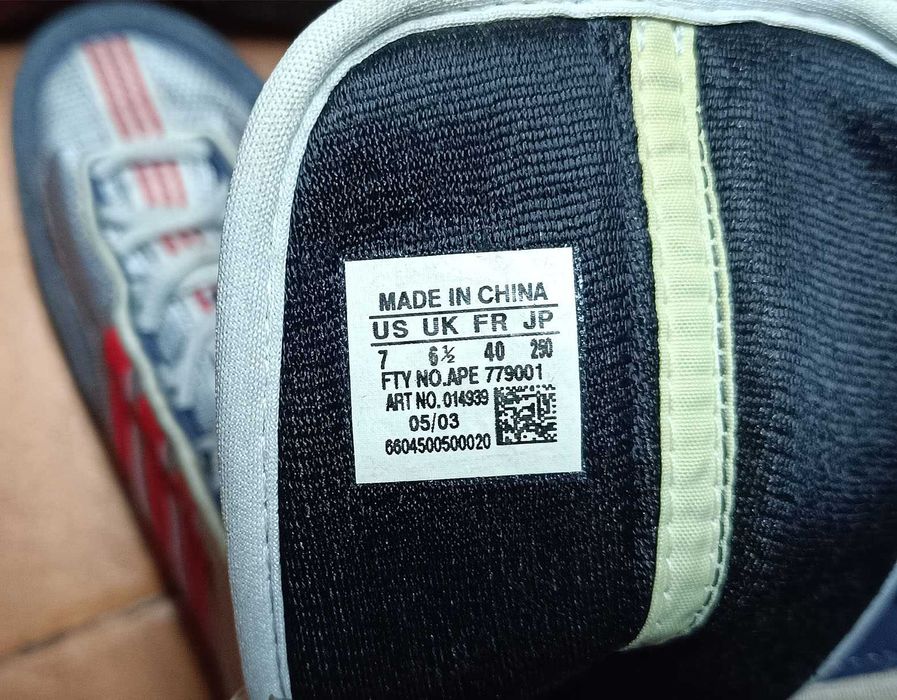 MADE IN CHINA
US UK FR JP
7 6½ 40 250
FTY NO.APE 779001
ART NO. 014939
05/03
6604500500020